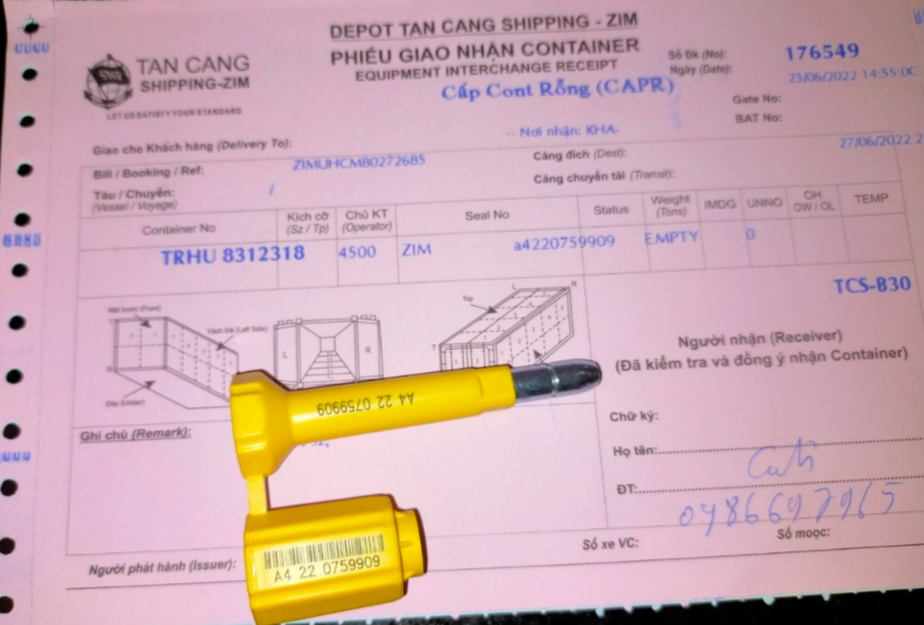 DEPOT TAN CANG SHIPPING - ZIM
PHIẾU GIAO NHẬN CONTAINER
EQUIPMENT INTERCHANGE RECEIPT
Cấp Cont Rỗng (CAPR)
TAN CANG
SHIPPING-ZIM
LET US SATISFY YOUR STANDARD
Số Đk (No): 176549
Ngày (Date): 23/06/2022 14:55:00
Gate No:
BAT No:
Giao cho Khách hàng (Delivery To):
Nơi nhận: KHA-
Bill / Booking / Ref: ZIMUHCM80272685
Cảng đích (Dest): 27/06/2022 2
Tàu / Chuyến: /
(Vessel / Voyage)
Cảng chuyển tải (Transit):
Container No Kích cỡ (Sz / Tp) Chủ KT (Operator) Seal No Status Weight (Tons) IMDG UNNO OH OW / OL TEMP
TRHU 8312318 4500 ZIM a4220759909 EMPTY 0
TCS-B30
Mặt trước (Front)
Vách trái (Left Side)
Đáy (Under)
L
R
Top
L
R
T
Người nhận (Receiver)
(Đã kiểm tra và đồng ý nhận Container)
A4 22 0759909
Ghi chú (Remark):
Chữ ký:
Họ tên:
ĐT:
Số xe VC:
Số moọc:
Người phát hành (Issuer):
A4 22 0759909